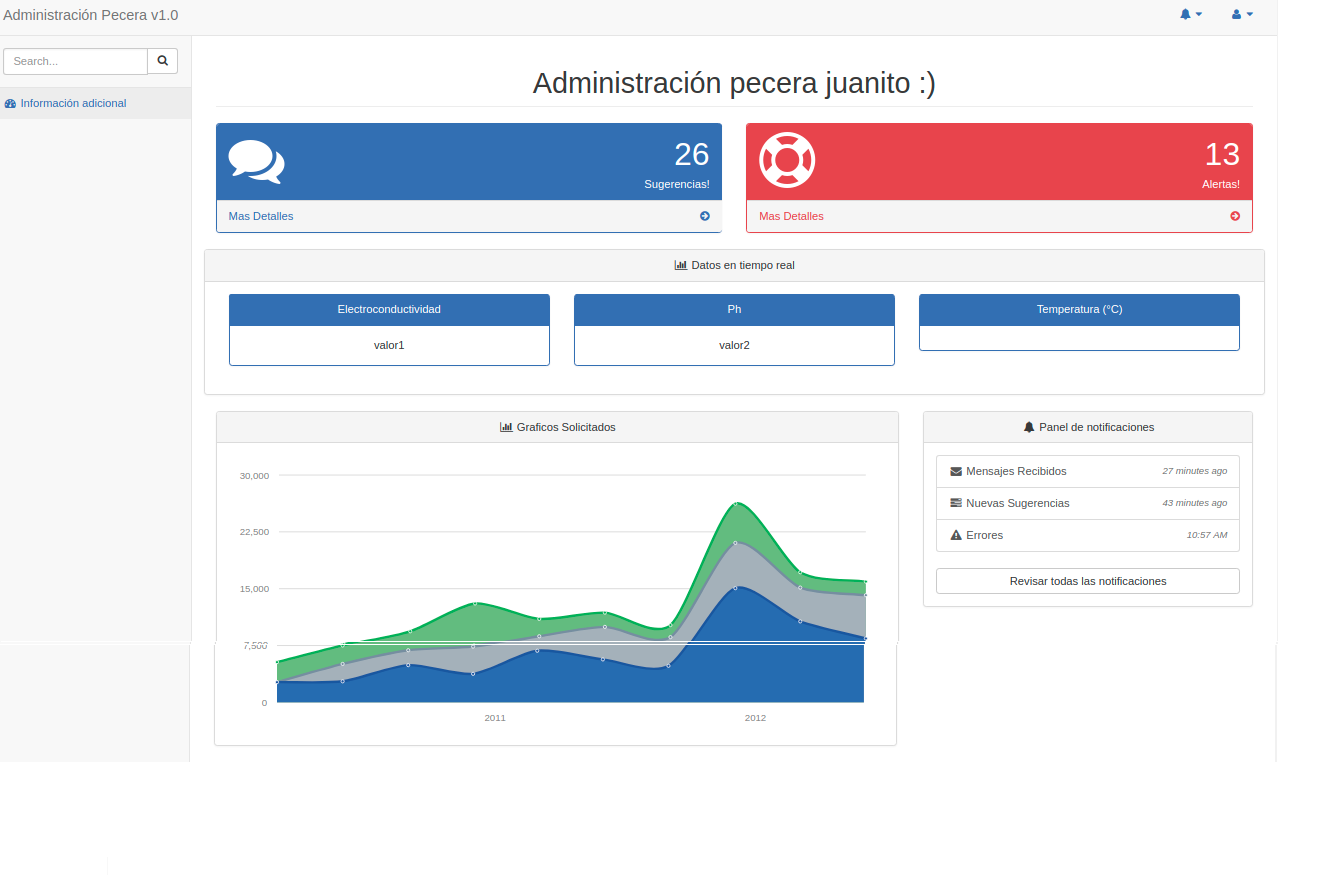 Administración Pecera v1.0
Search...
Información adicional
Administración pecera juanito :)
26
Sugerencias!
Mas Detalles
13
Alertas!
Mas Detalles
Datos en tiempo real
Electroconductividad
valor1
Ph
valor2
Temperatura (°C)
Graficos Solicitados
30,000
22,500
15,000
7,500
0
2011
2012
Panel de notificaciones
Mensajes Recibidos 27 minutes ago
Nuevas Sugerencias 43 minutes ago
Errores 10:57 AM
Revisar todas las notificaciones